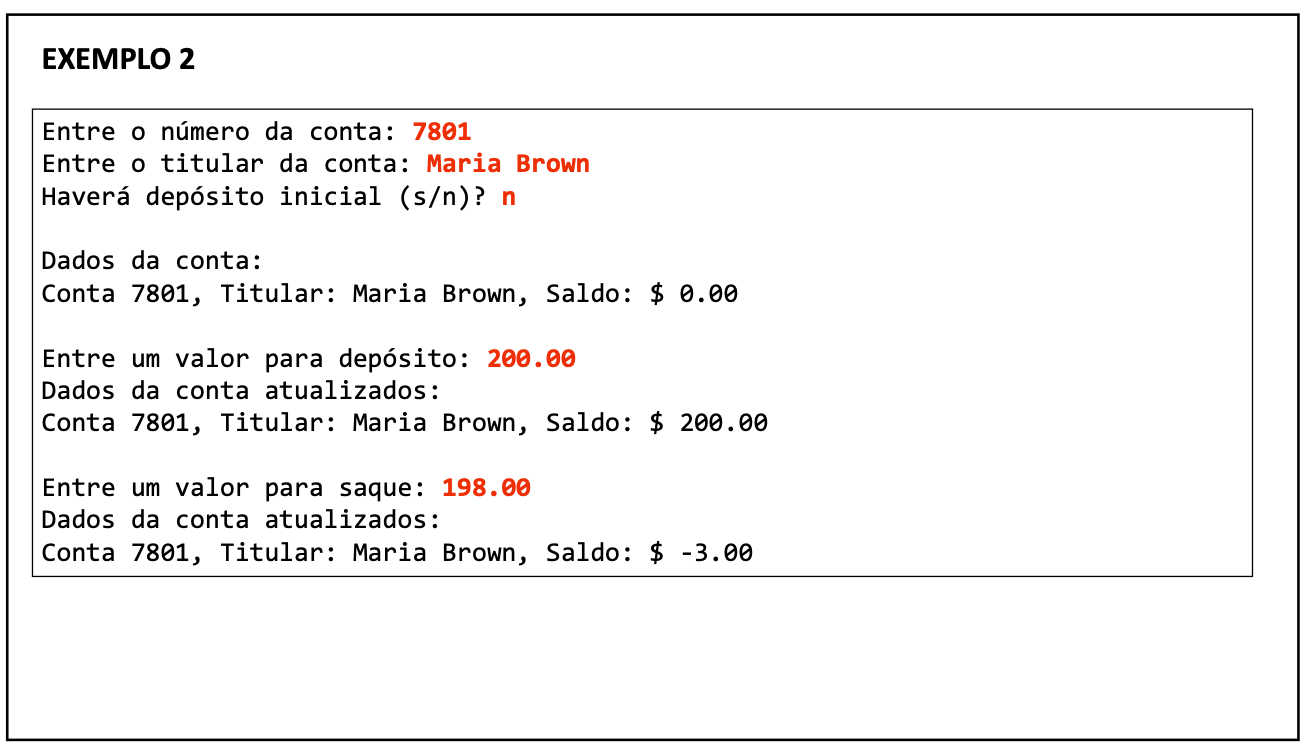 EXEMPLO 2
Entre o número da conta: 7801
Entre o titular da conta: Maria Brown
Haverá depósito inicial (s/n)? n
Dados da conta:
Conta 7801, Titular: Maria Brown, Saldo: $ 0.00
Entre um valor para depósito: 200.00
Dados da conta atualizados:
Conta 7801, Titular: Maria Brown, Saldo: $ 200.00
Entre um valor para saque: 198.00
Dados da conta atualizados:
Conta 7801, Titular: Maria Brown, Saldo: $ -3.00